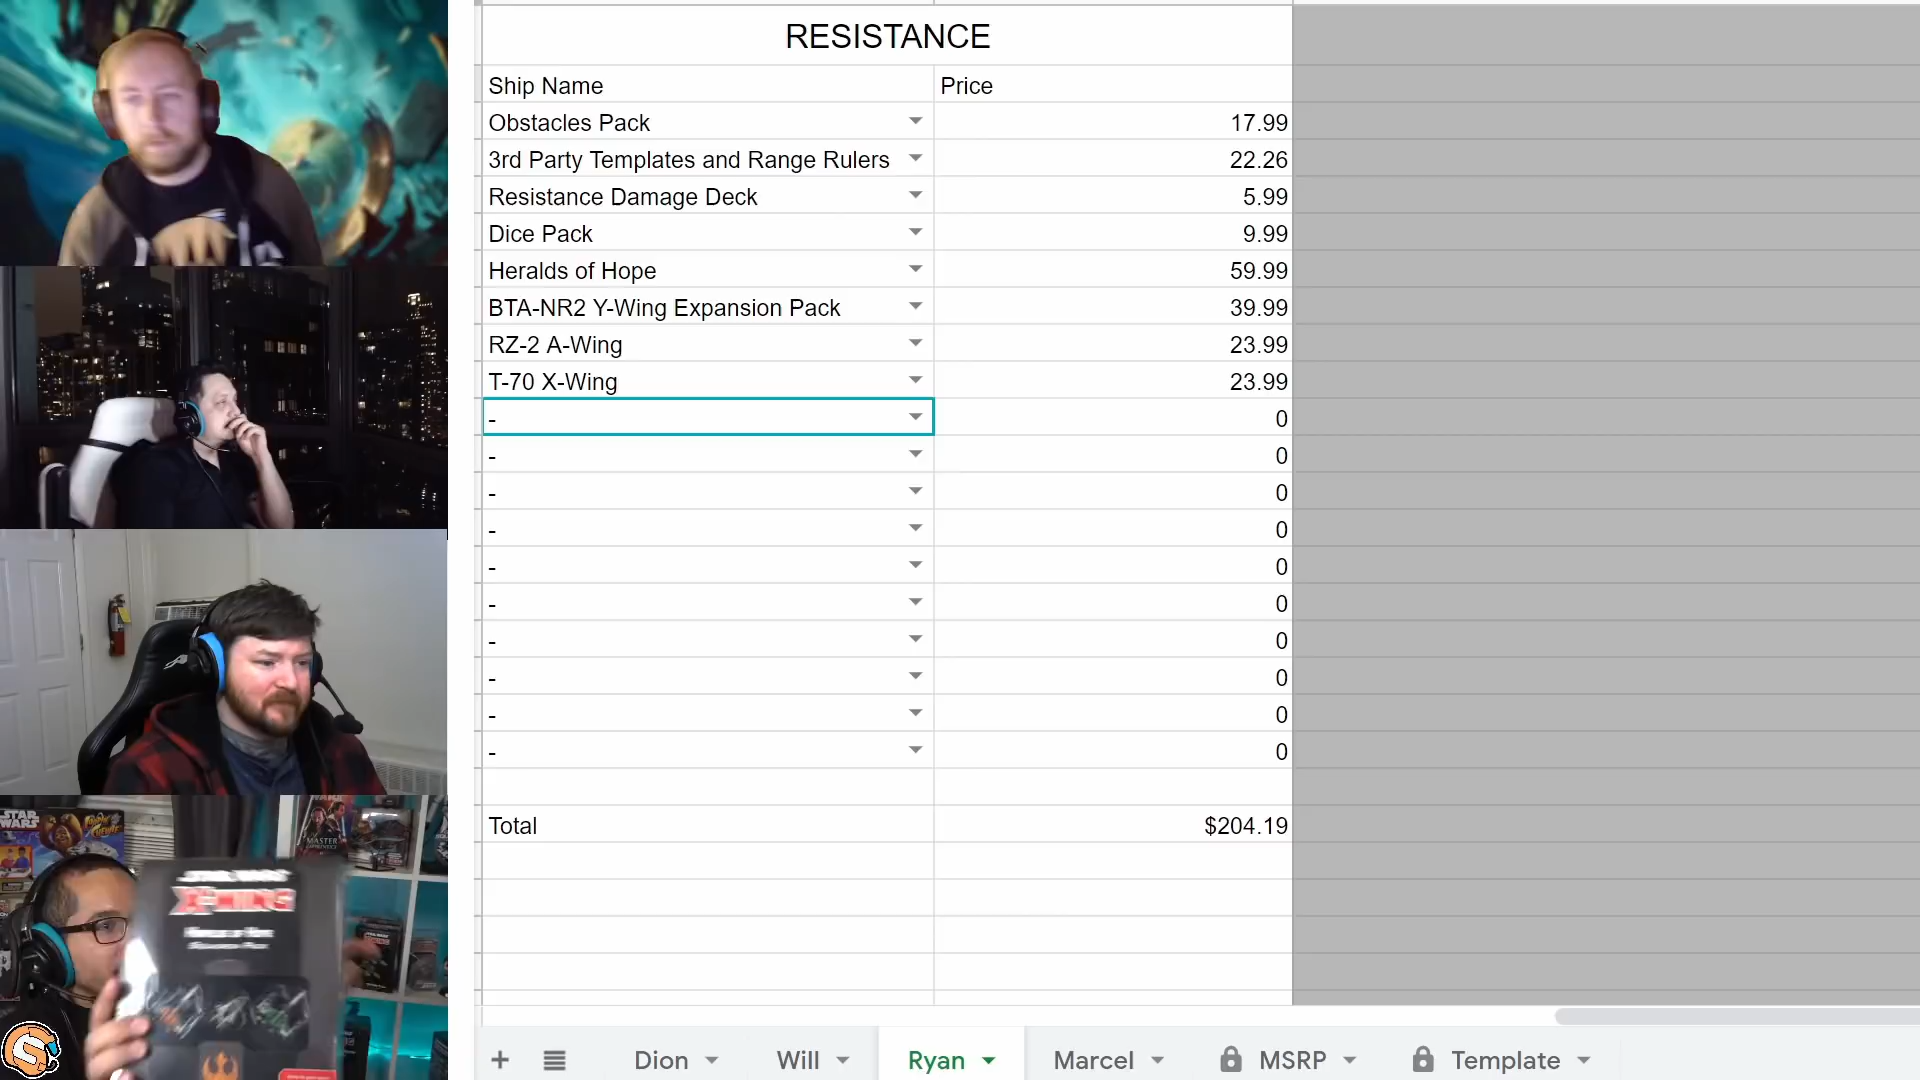 RESISTANCE
Ship Name Price
Obstacles Pack 17.99
3rd Party Templates and Range Rulers 22.26
Resistance Damage Deck 5.99
Dice Pack 9.99
Heralds of Hope 59.99
BTA-NR2 Y-Wing Expansion Pack 39.99
RZ-2 A-Wing 23.99
T-70 X-Wing 23.99
- 0
- 0
- 0
- 0
- 0
- 0
- 0
- 0
- 0
- 0
Total $204.19
STAR WARS
STAR WARS
X-WING
+ Dion Will Ryan Marcel MSRP Template